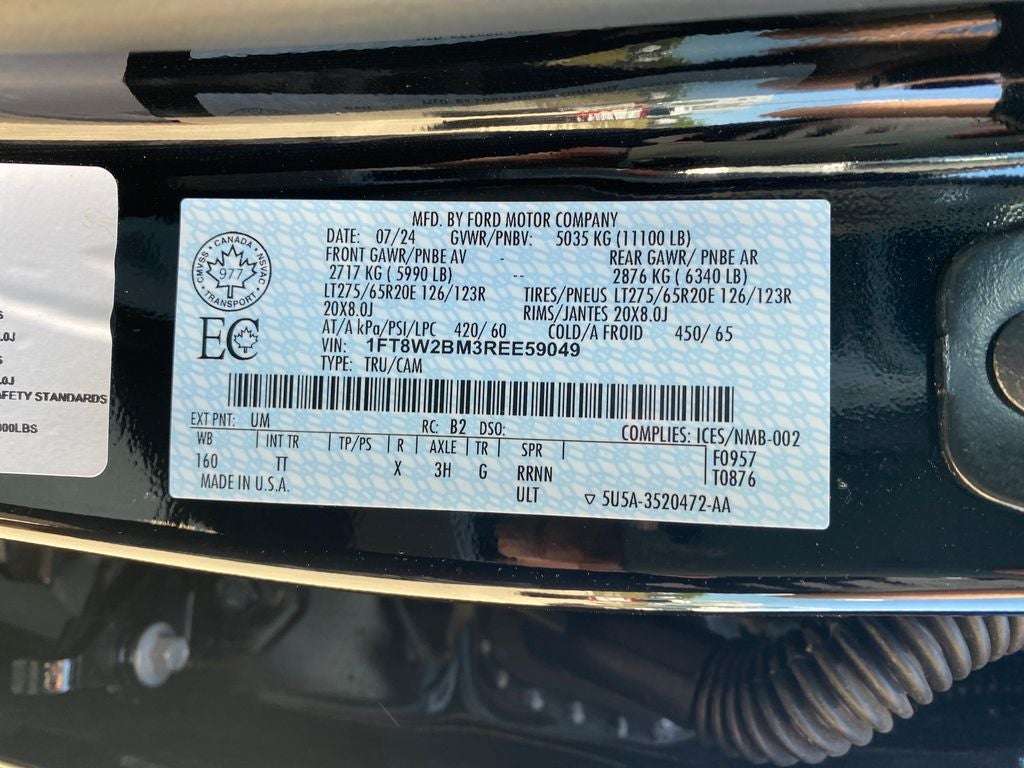 MFD. BY FORD MOTOR COMPANY
DATE: 07/24 GVWR/PNBV: 5035 KG (11100 LB)
FRONT GAWR/PNBE AV - REAR GAWR/ PNBE AR
2717 KG ( 5990 LB) -- 2876 KG ( 6340 LB)
LT275/65R20E 126/123R TIRES/PNEUS LT275/65R20E 126/123R
20X8.0J RIMS/JANTES 20X8.0J
AT/A kPa/PSI/LPC 420/ 60 COLD/A FROID 450/ 65
VIN: 1FT8W2BM3REE59049
TYPE: TRU/CAM
CANADA
CMVSS NSVAC
977
TRANSPORT
EC
EXT PNT: UM RC: B2 DSO: COMPLIES: ICES/NMB-002
WB INT TR TP/PS R AXLE TR SPR F0957
160 TT X 3H G RRNN T0876
MADE IN U.S.A. ULT ▽ 5U5A-3520472-AA
S
.0J
.0J
AFETY STANDARDS
000LBS